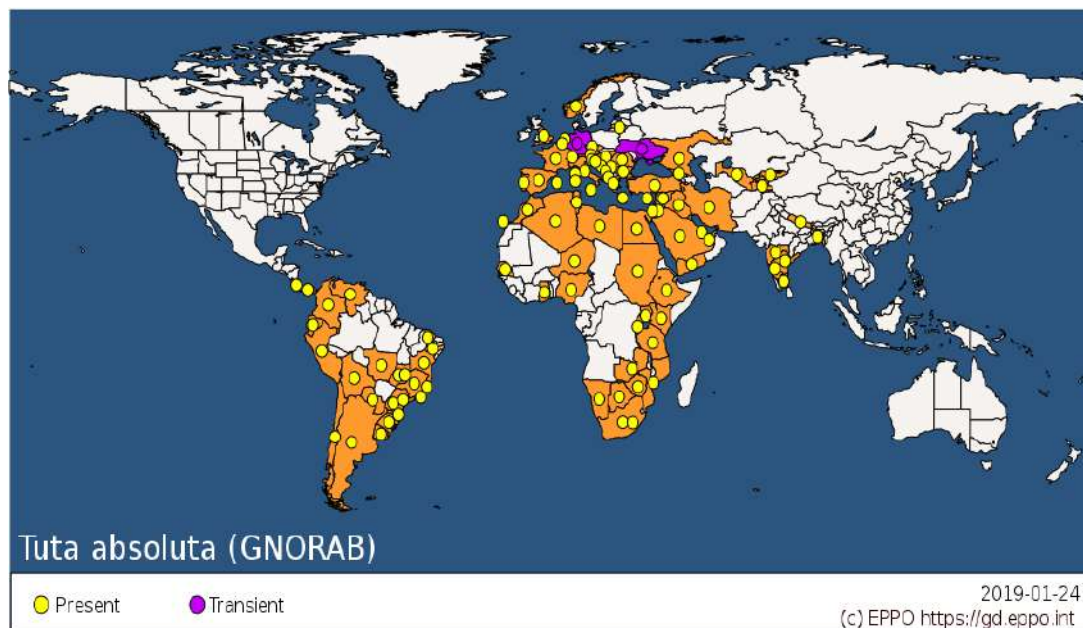 Tuta absoluta (GNORAB)
Present
Transient
2019-01-24
(c) EPPO https://gd.eppo.int